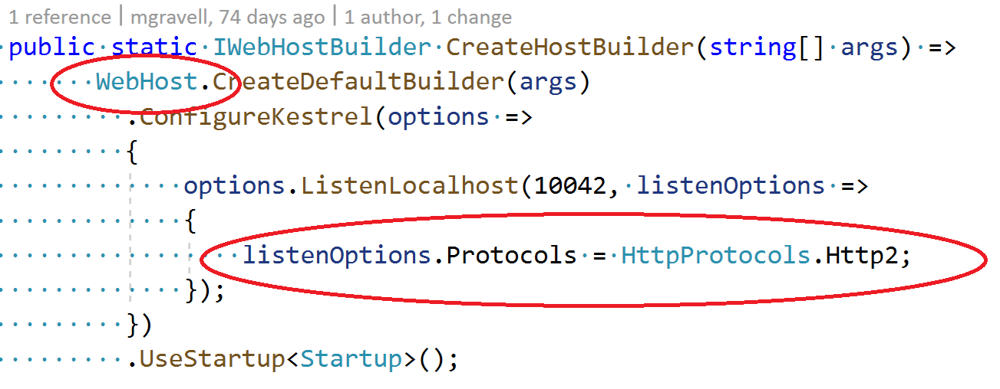 1 reference | mgravell, 74 days ago | 1 author, 1 change
public static IWebHostBuilder CreateHostBuilder(string[] args) =>
WebHost.CreateDefaultBuilder(args)
.ConfigureKestrel(options =>
{
options.ListenLocalhost(10042, listenOptions =>
{
listenOptions.Protocols = HttpProtocols.Http2;
});
})
.UseStartup<Startup>();